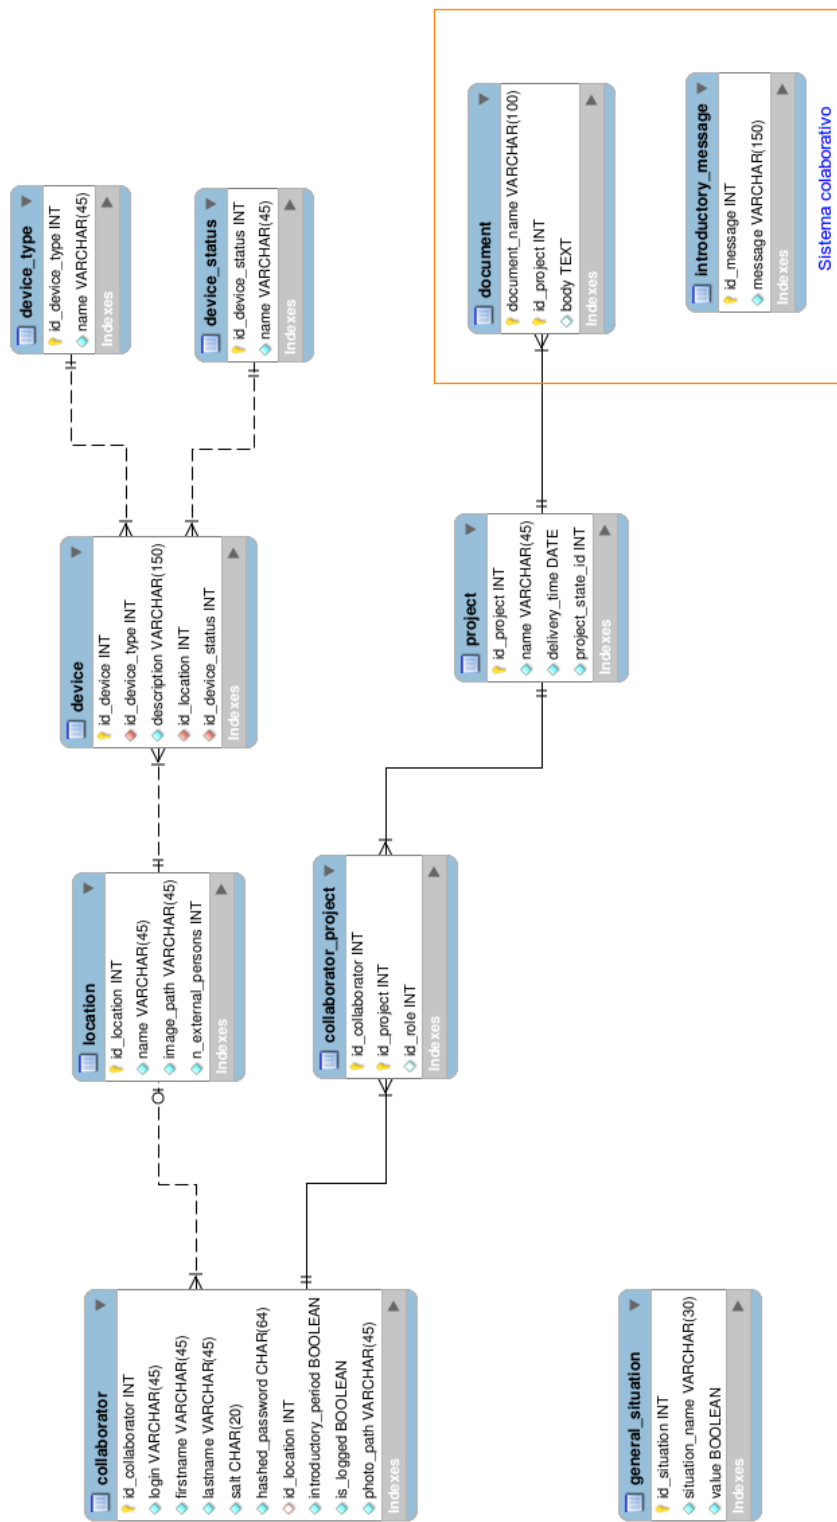 collaborator
id_collaborator INT
login VARCHAR(45)
firstname VARCHAR(45)
lastname VARCHAR(45)
salt CHAR(20)
hashed_password CHAR(64)
id_location INT
introductory_period BOOLEAN
is_logged BOOLEAN
photo_path VARCHAR(45)
Indexes
location
id_location INT
name VARCHAR(45)
image_path VARCHAR(45)
n_external_persons INT
Indexes
device
id_device INT
id_device_type INT
description VARCHAR(150)
id_location INT
id_device_status INT
Indexes
device_type
id_device_type INT
name VARCHAR(45)
Indexes
device_status
id_device_status INT
name VARCHAR(45)
Indexes
collaborator_project
id_collaborator INT
id_project INT
id_role INT
Indexes
project
id_project INT
name VARCHAR(45)
delivery_time DATE
project_state_id INT
Indexes
document
document_name VARCHAR(100)
id_project INT
body TEXT
Indexes
general_situation
id_situation INT
situation_name VARCHAR(30)
value BOOLEAN
Indexes
introductory_message
id_message INT
message VARCHAR(150)
Indexes
Sistema colaborativo